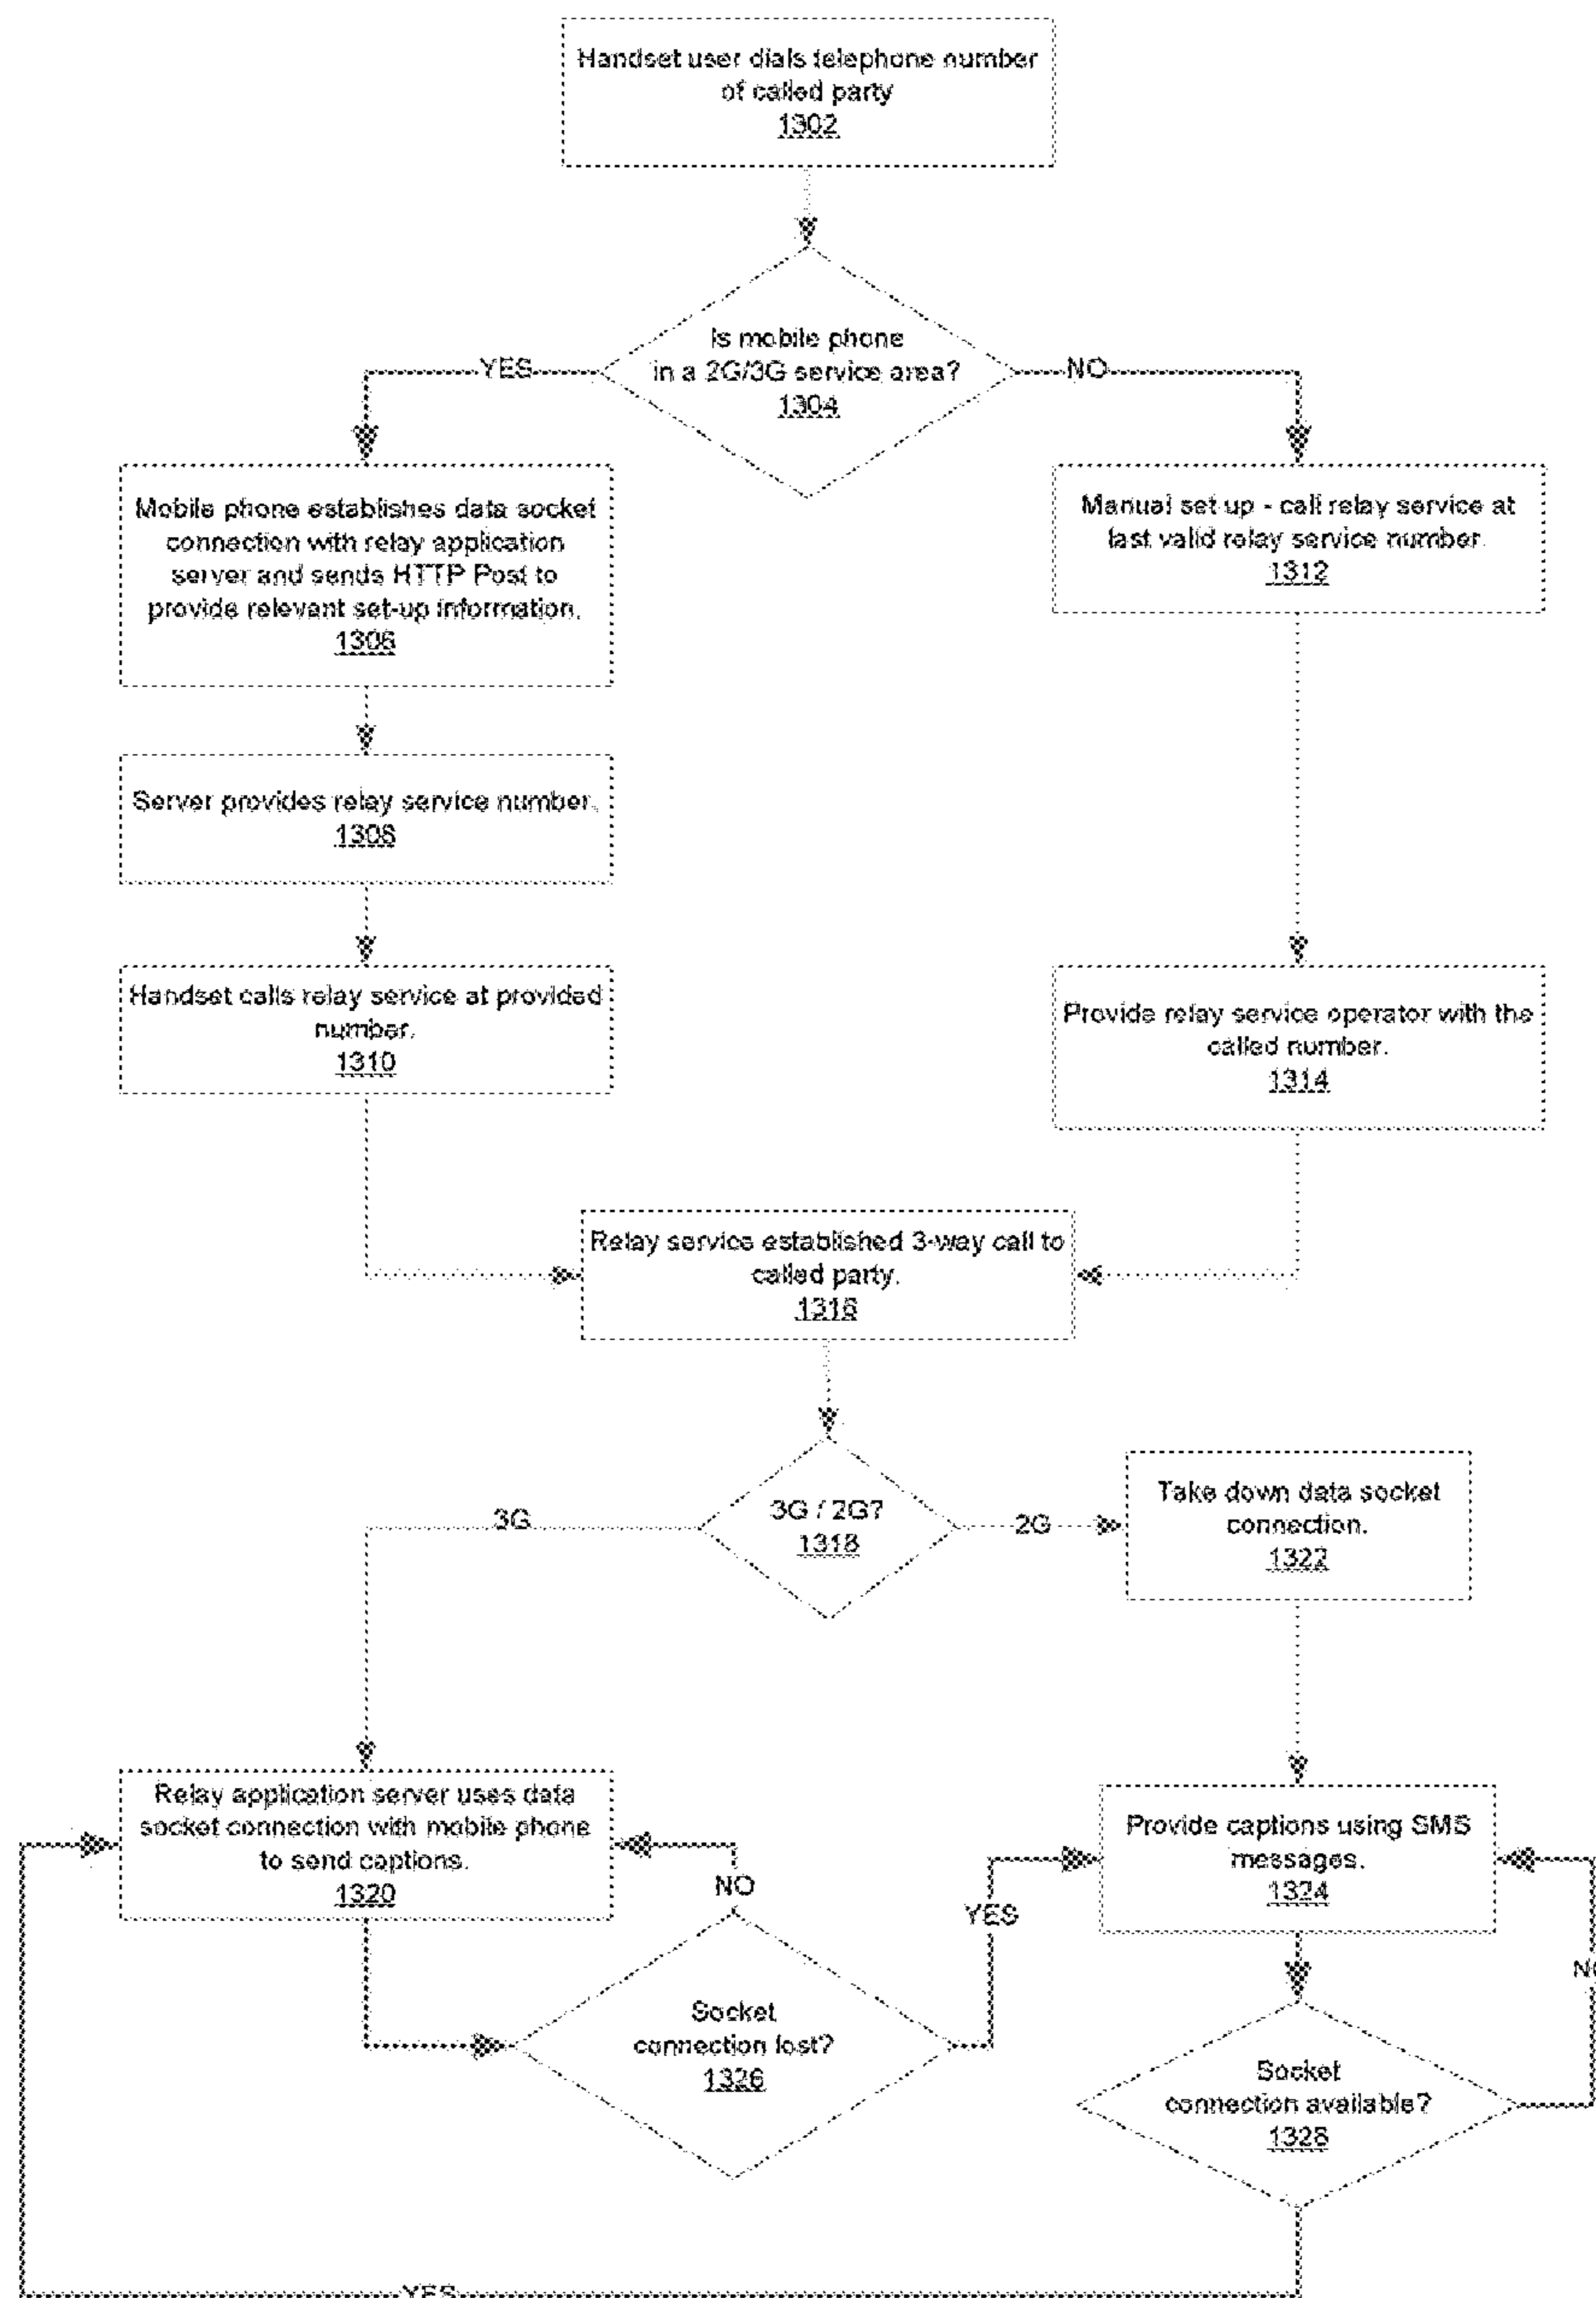 Handset user dials telephone number
of called party
1302
Is mobile phone
in a 2G/3G service area?
1304
YES
NO
Mobile phone establishes data socket
connection with relay application
server and sends HTTP Post to
provide relevant set-up information.
1306
Manual set up - call relay service at
last valid relay service number.
1312
Server provides relay service number.
1308
Handset calls relay service at provided
number.
1310
Provide relay service operator with the
called number.
1314
Relay service established 3-way call to
called party.
1316
3G / 2G?
1318
3G
2G
Take down data socket
connection.
1322
Relay application server uses data
socket connection with mobile phone
to send captions.
1320
Provide captions using SMS
messages.
1324
NO
YES
Socket
connection lost?
1326
Socket
connection available?
1328
NO
YES